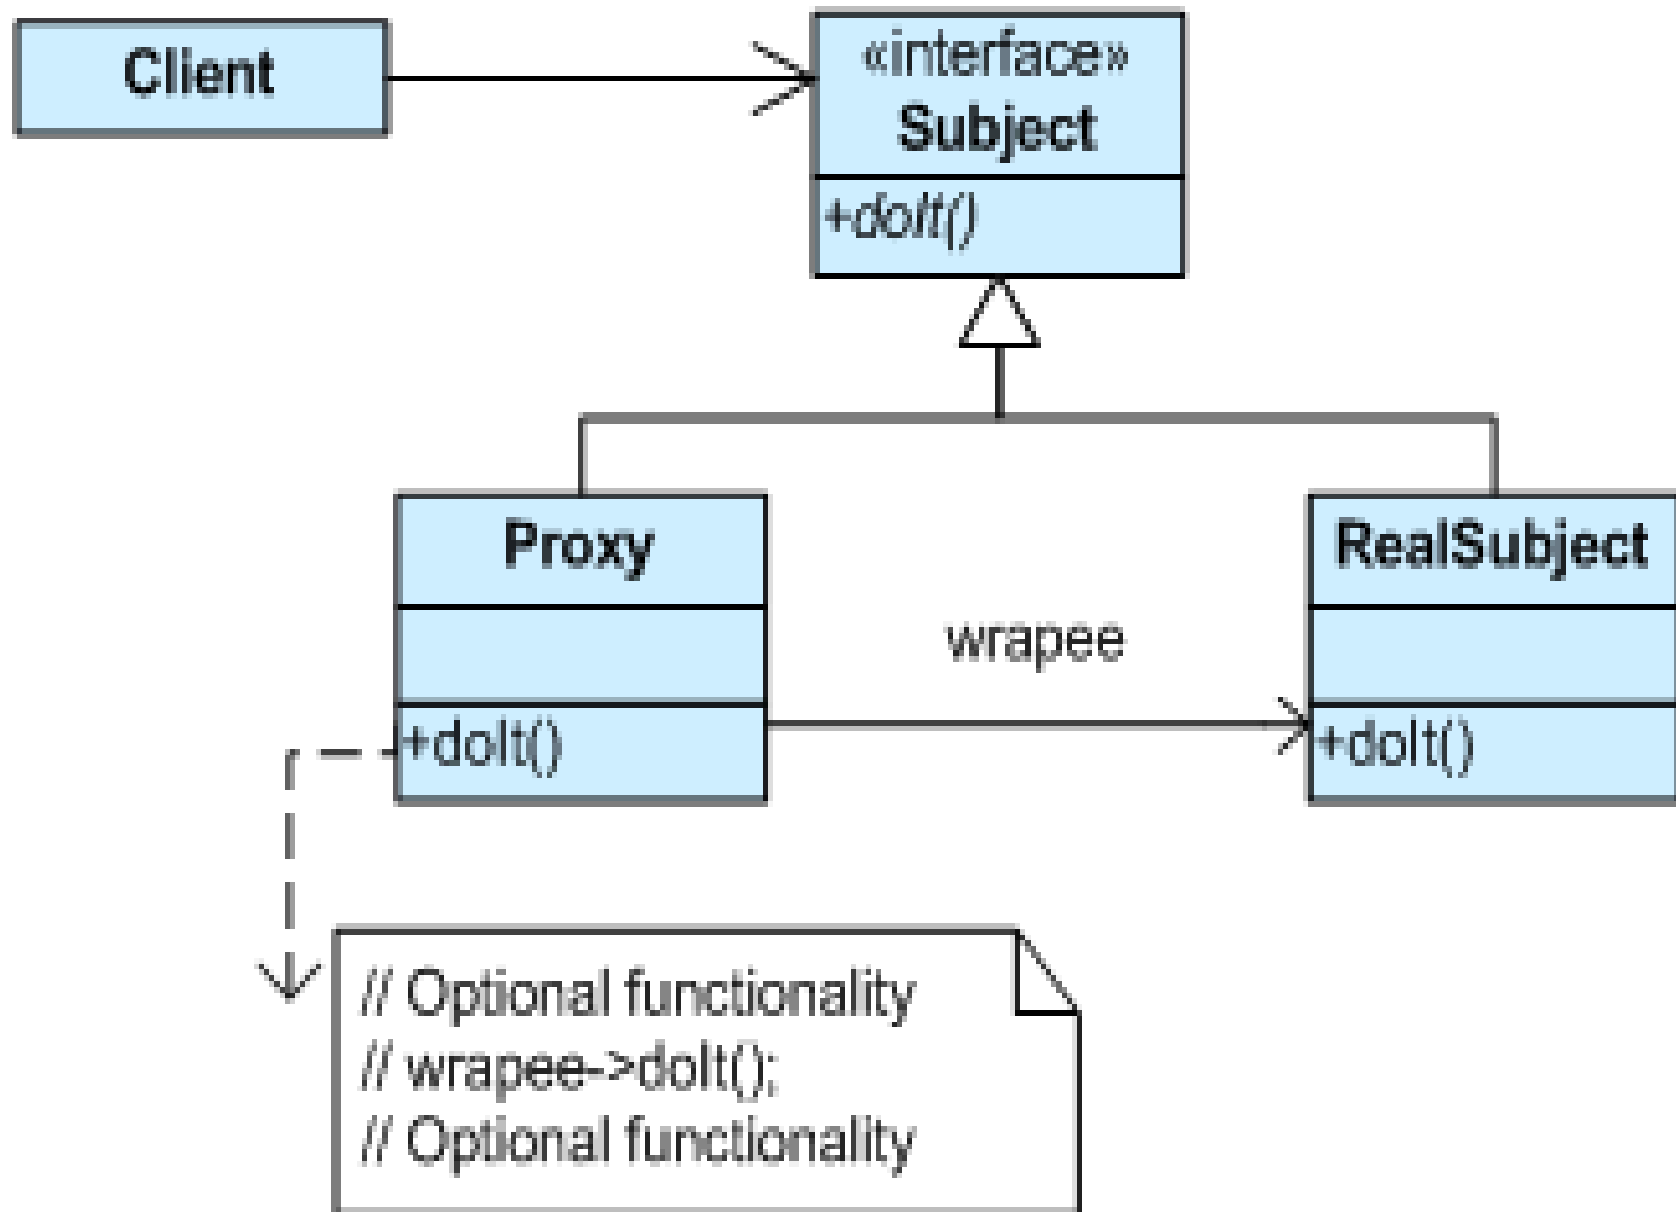 Client
«interface»
Subject
+doIt()
Proxy
RealSubject
wrapee
+doIt()
+doIt()
// Optional functionality
// wrapee->doIt();
// Optional functionality